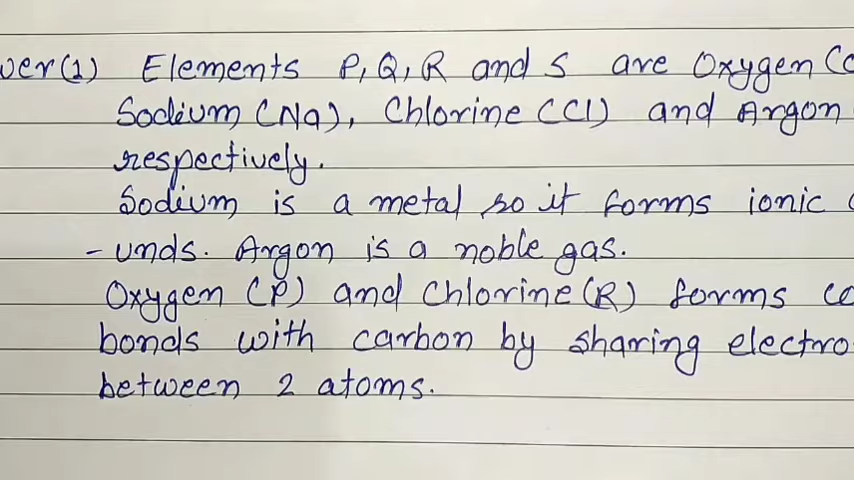 wer(1) Elements P, Q, R and S are Oxygen (
Sodium (Na), Chlorine (Cl) and Argon
respectively.
Sodium is a metal so it forms ionic
- unds. Argon is a noble gas.
Oxygen (P) and Chlorine (R) forms co
bonds with carbon by sharing electro
between 2 atoms.